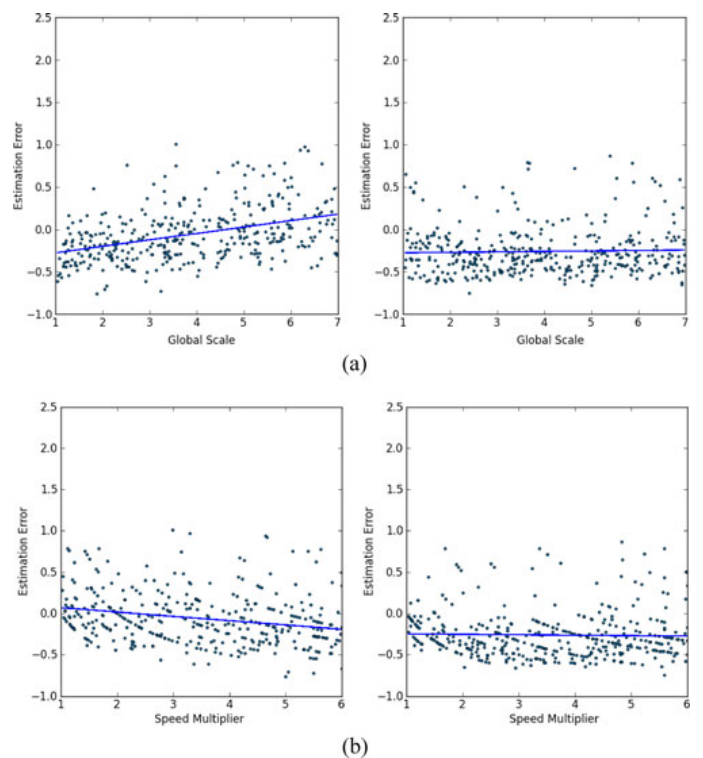 2.5 2.5
2.0 2.0
1.5 1.5
1.0 1.0
0.5 0.5
0.0 0.0
−0.5 −0.5
−1.0 −1.0
Estimation Error Estimation Error
1 2 3 4 5 6 7 1 2 3 4 5 6 7
Global Scale Global Scale
(a)
2.5 2.5
2.0 2.0
1.5 1.5
1.0 1.0
0.5 0.5
0.0 0.0
−0.5 −0.5
−1.0 −1.0
Estimation Error Estimation Error
1 2 3 4 5 6 1 2 3 4 5 6
Speed Multiplier Speed Multiplier
(b)